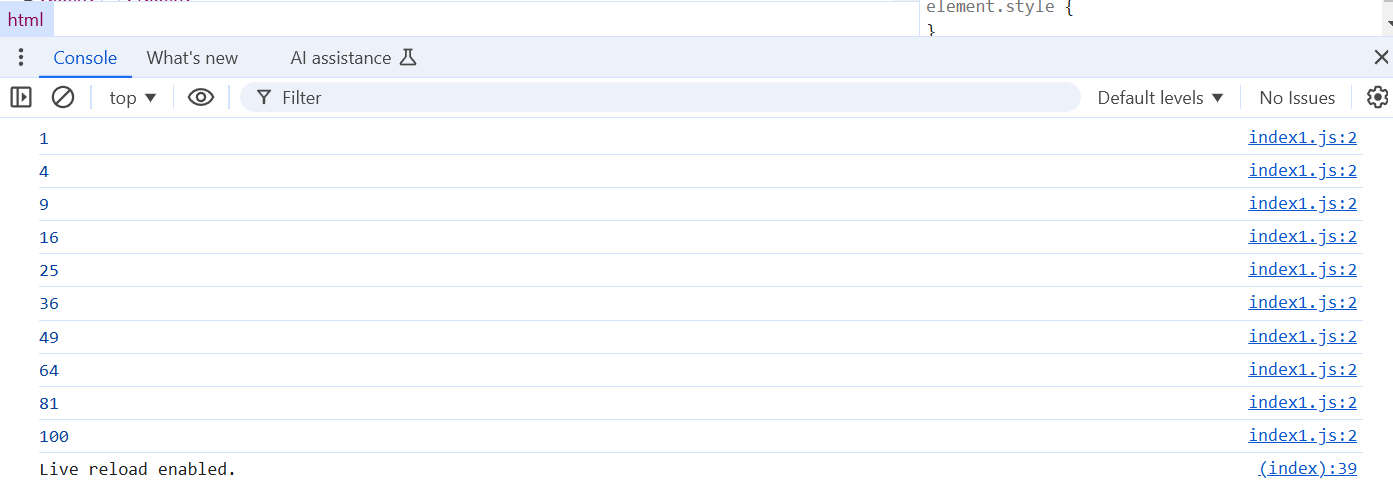 html
element.style {
}
Console What's new AI assistance
top Filter Default levels No Issues
1 index1.js:2
4 index1.js:2
9 index1.js:2
16 index1.js:2
25 index1.js:2
36 index1.js:2
49 index1.js:2
64 index1.js:2
81 index1.js:2
100 index1.js:2
Live reload enabled. (index):39